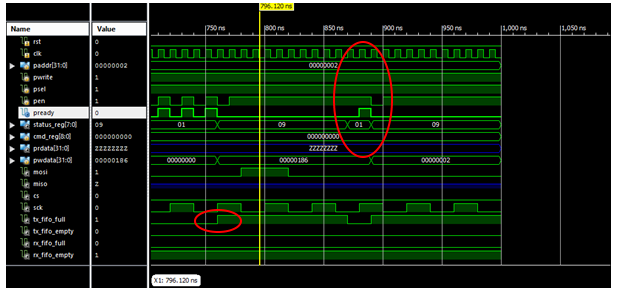 796.120 ns
Name Value 750 ns 800 ns 850 ns 900 ns 950 ns 1,000 ns 1,050 ns
rst 0
clk 0
paddr[31:0] 00000002 00000002
pwrite 1
psel 1
pen 1
pready 0
status_reg[7:0] 09 01 09 01 09
cmd_reg[8:0] 000000000 000000000
prdata[31:0] ZZZZZZZZ ZZZZZZZZ
pwdata[31:0] 00000186 00000000 00000186 00000002
mosi 1
miso Z
cs 0
sck 0
tx_fifo_full 1
tx_fifo_empty 0
rx_fifo_full 0
rx_fifo_empty 1
X1: 796.120 ns